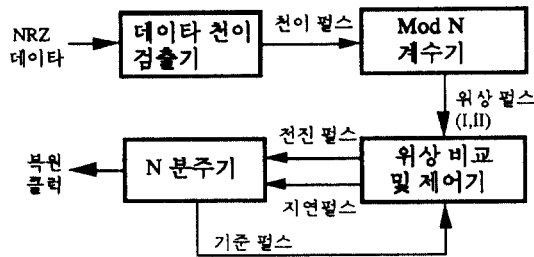 NRZ
데이타
데이타 천이
검출기
천이 펄스
Mod N
계수기
위상 펄스
(I,II)
전진 펄스
복원
클럭
N 분주기
위상 비교
및 제어기
지연펄스
기준 펄스